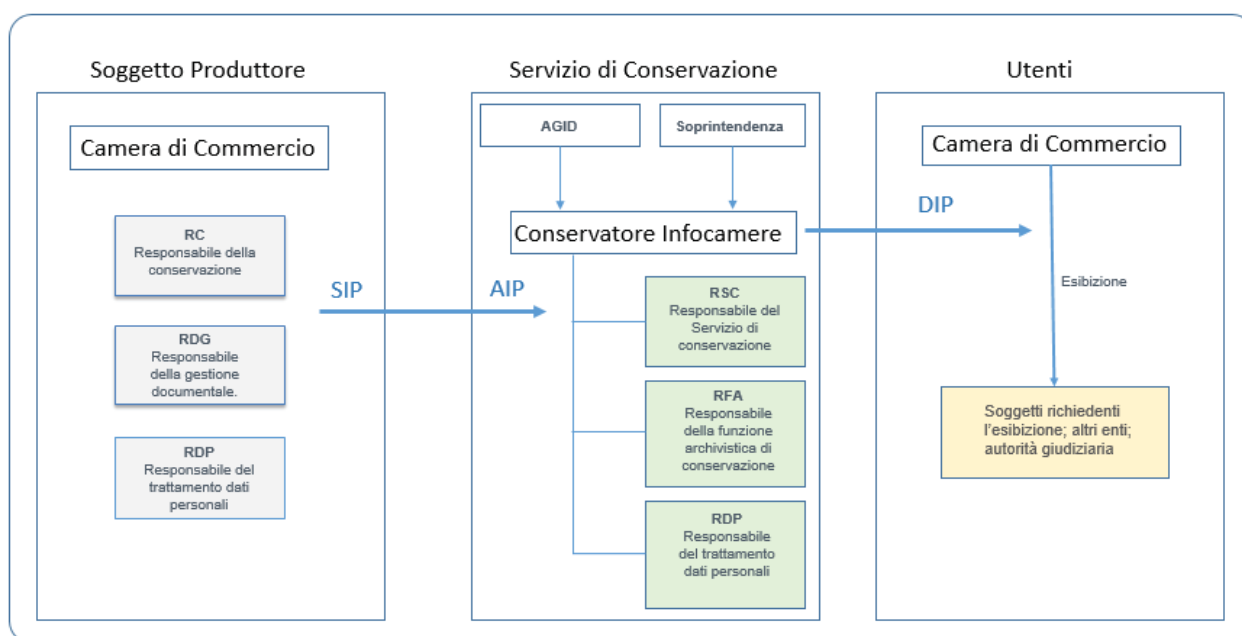 Soggetto Produttore
Camera di Commercio
RC
Responsabile della
conservazione
RDG
Responsabile
della gestione
documentale.
RDP
Responsabile del
trattamento dati
personali
SIP
Servizio di Conservazione
AGID
Soprintendenza
Conservatore Infocamere
AIP
RSC
Responsabile del
Servizio di
conservazione
RFA
Responsabile
della funzione
archivistica di
conservazione
RDP
Responsabile
del trattamento
dati personali
DIP
Utenti
Camera di Commercio
Esibizione
Soggetti richiedenti
l'esibizione; altri enti;
autorità giudiziaria